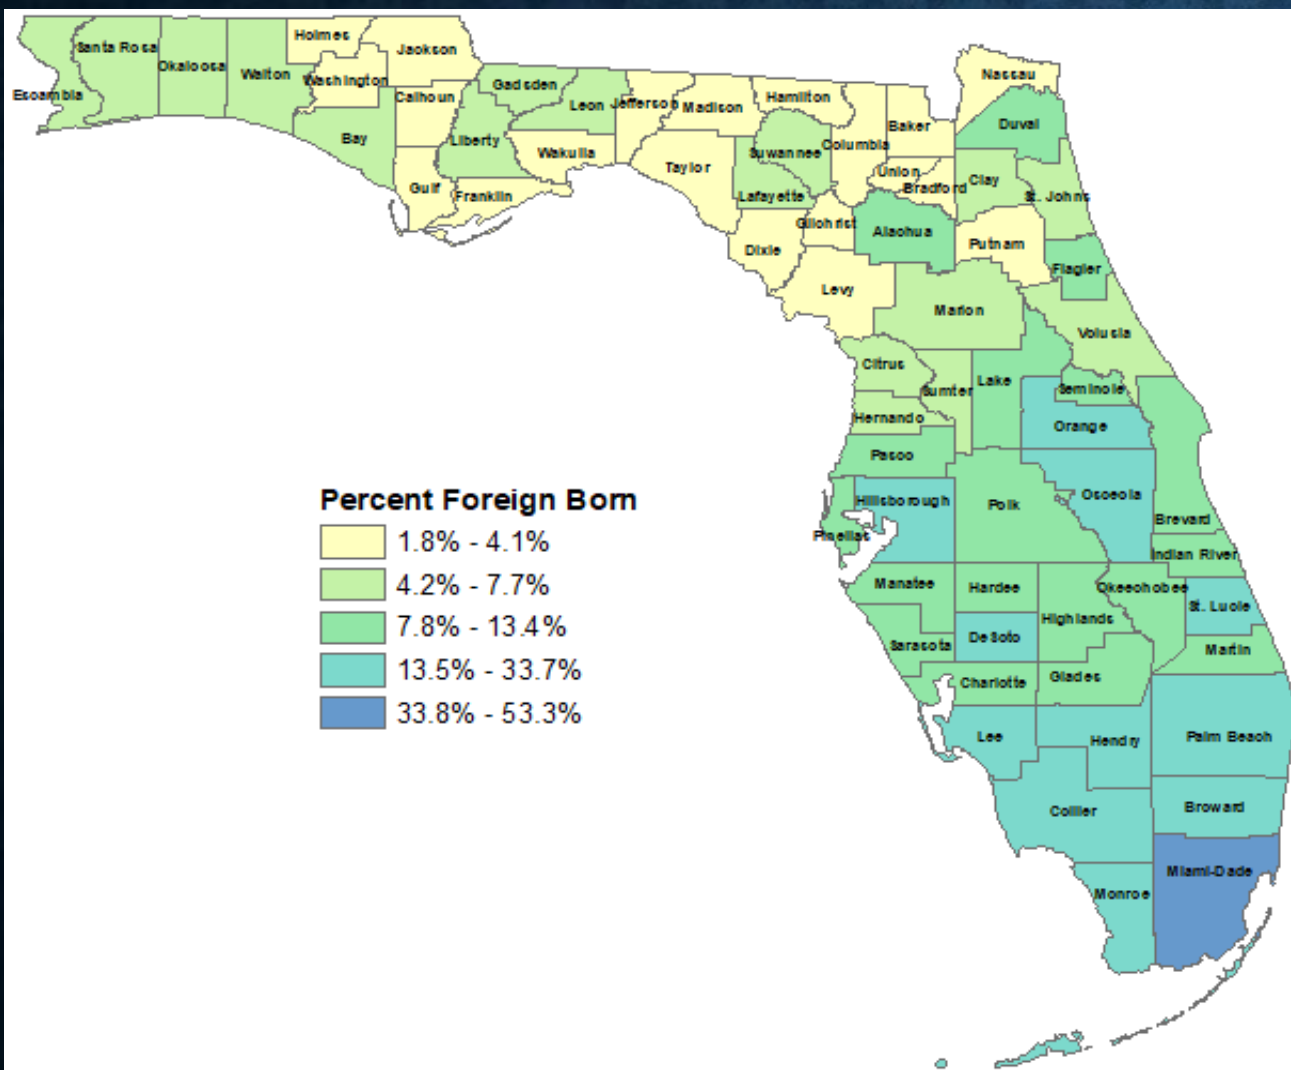 Holmes
Jackson
Santa Rosa
Okaloosa
Walton
Washington
Escambia
Calhoun
Bay
Gadsden
Leon
Jefferson
Madison
Hamilton
Liberty
Wakulla
Gulf
Franklin
Taylor
Suwannee
Lafayette
Columbia
Baker
Nassau
Duval
Union
Bradford
Clay
St. Johns
Gilchrist
Alachua
Putnam
Dixie
Flagler
Levy
Marion
Volusia
Citrus
Sumter
Lake
Seminole
Hernando
Orange
Pasco
Hillsborough
Polk
Osceola
Brevard
Pinellas
Indian River
Manatee
Hardee
Okeechobee
Highlands
St. Lucie
Sarasota
DeSoto
Martin
Charlotte
Glades
Lee
Hendry
Palm Beach
Collier
Broward
Miami-Dade
Monroe
Percent Foreign Born
1.8% - 4.1%
4.2% - 7.7%
7.8% - 13.4%
13.5% - 33.7%
33.8% - 53.3%